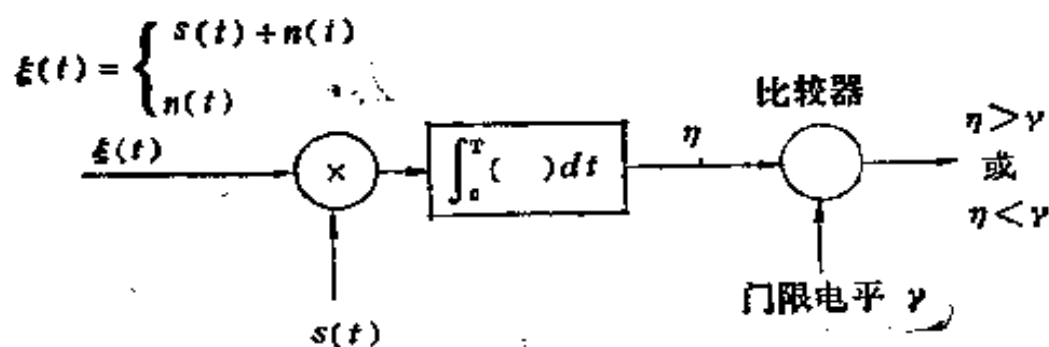 ξ(t) = { s(t) + n(i)
n(t)
ξ(t)
×
∫₀ᵀ( )dt
η
比较器
η>γ
或
η<γ
s(t)
门限电平 γ